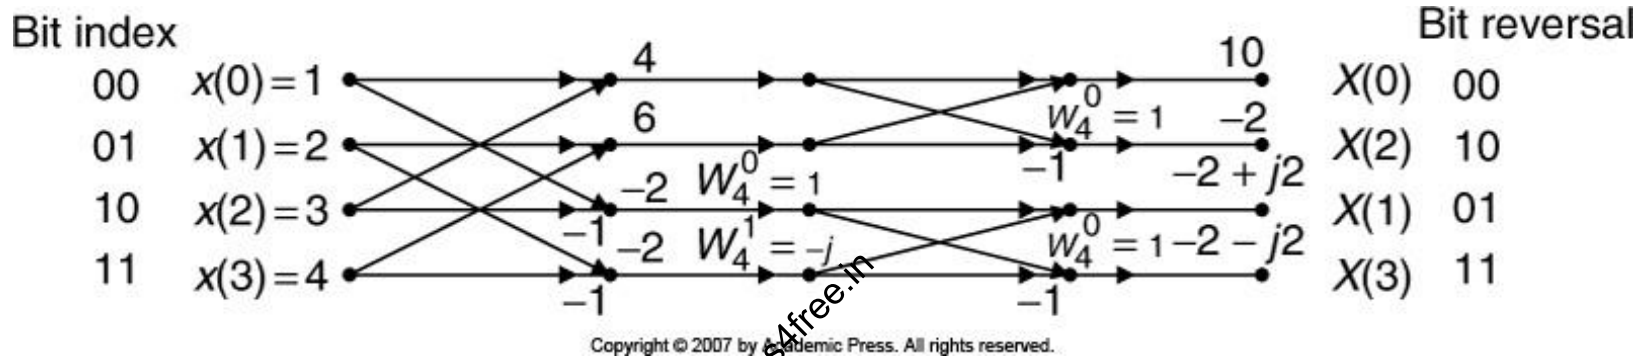 Bit index
Bit reversal
4
10
00 x(0) = 1
X(0) 00
W₄⁰ = 1
6
-2
01 x(1) = 2
X(2) 10
-1
-2 + j2
-2 W₄⁰ = 1
10 x(2) = 3
X(1) 01
-1
-2 W₄¹ = -j
W₄⁰ = 1 -2 - j2
11 x(3) = 4
X(3) 11
-1
-1
s4free.in
Copyright © 2007 by Academic Press. All rights reserved.